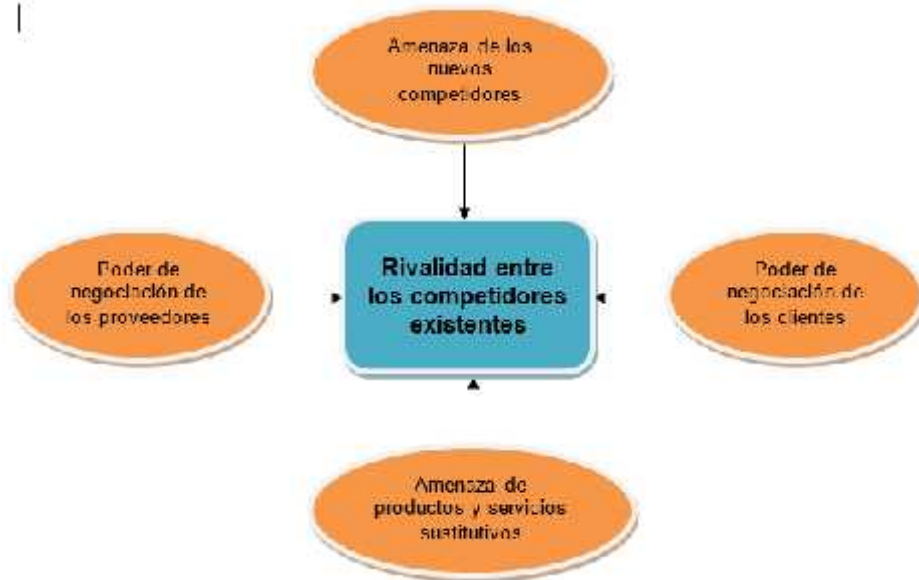 Amenaza de los
nuevos
competidores
Poder de
negociación de
los proveedores
Rivalidad entre
los competidores
existentes
Poder de
negociación de
los clientes
Amenaza de
productos y servicios
sustitutivos